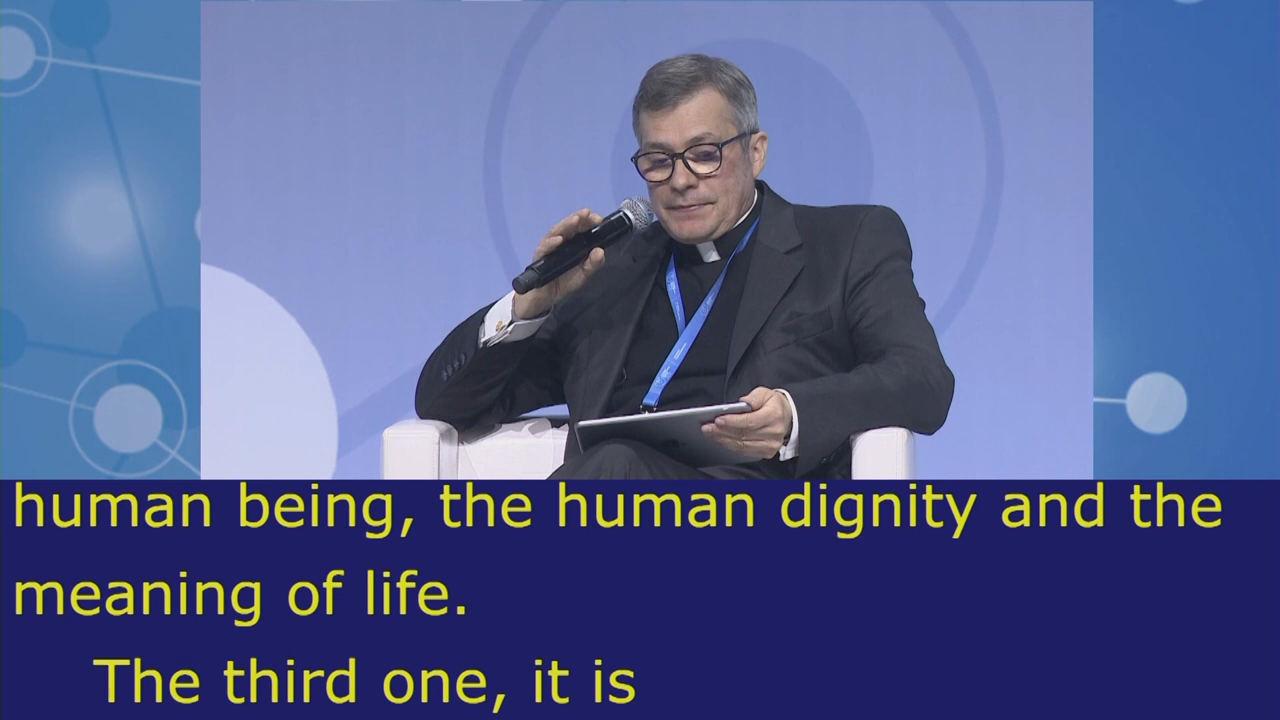 human being, the human dignity and the
meaning of life.
The third one, it is